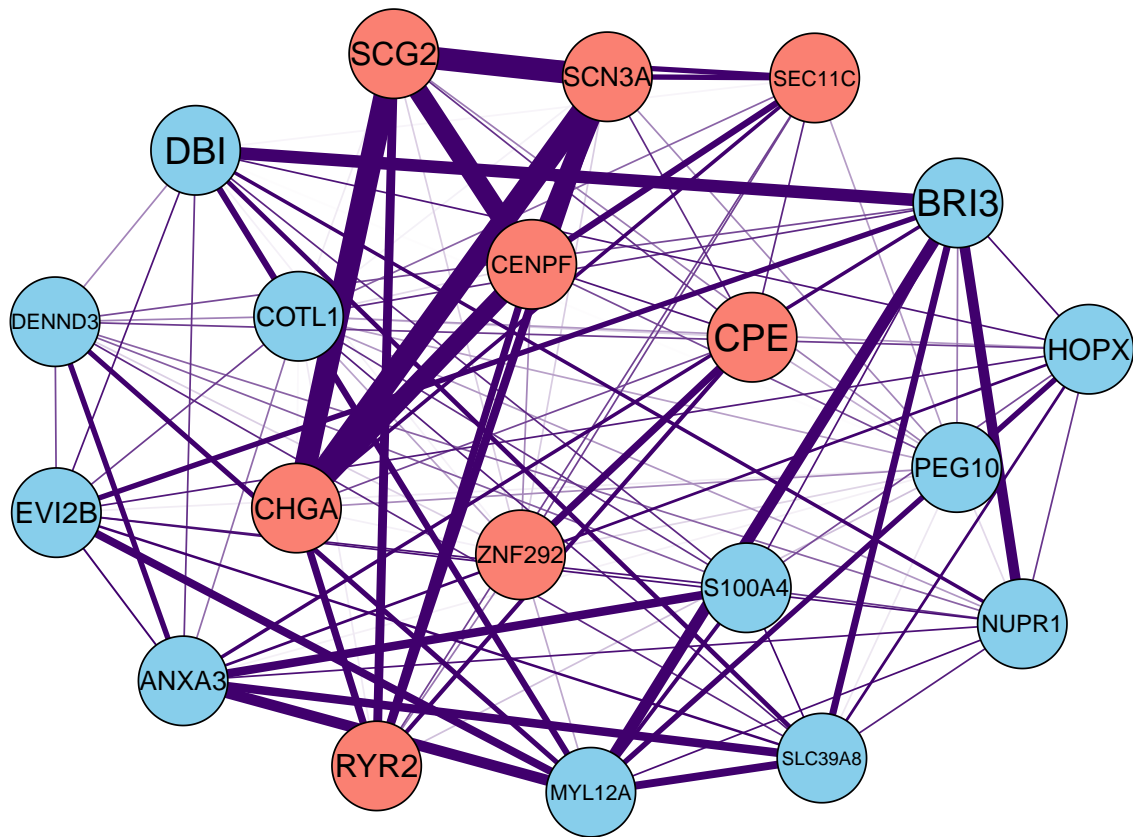 SCG2
SCN3A
SEC11C
DBI
BRI3
CENPF
DENND3
COTL1
CPE
HOPX
PEG10
EVI2B
CHGA
ZNF292
S100A4
NUPR1
ANXA3
RYR2
MYL12A
SLC39A8